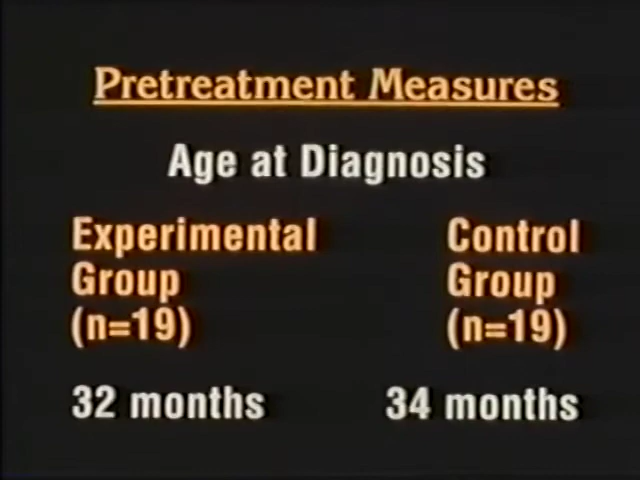 Pretreatment Measures
Age at Diagnosis
Experimental Group (n=19)
Control Group (n=19)
32 months
34 months